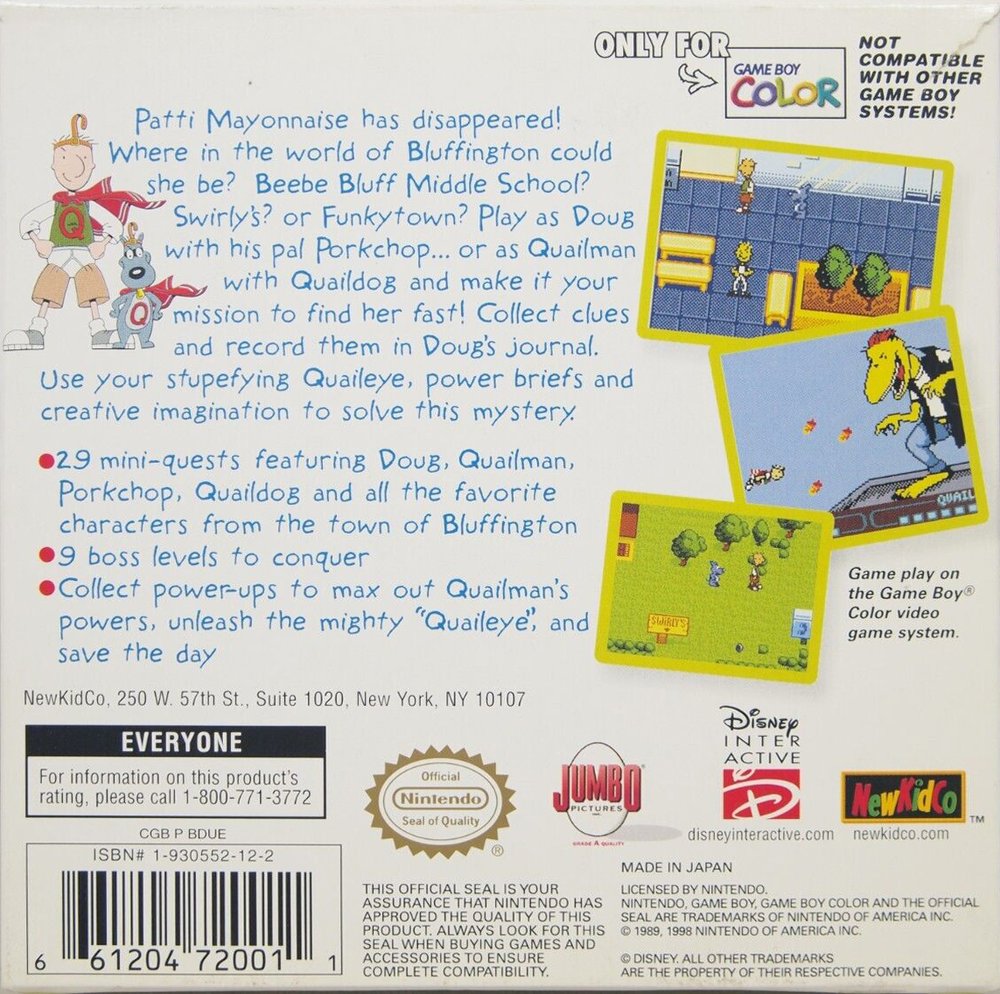 ONLY FOR
GAME BOY
COLOR
NOT
COMPATIBLE
WITH OTHER
GAME BOY
SYSTEMS!
Patti Mayonnaise has disappeared!
Where in the world of Bluffington could
she be? Beebe Bluff Middle School?
Swirly's? or Funkytown? Play as Doug
with his pal Porkchop... or as Quailman
with Quaildog and make it your
mission to find her fast! Collect clues
and record them in Doug's journal.
Use your stupefying Quaileye, power briefs and
creative imagination to solve this mystery.
Q
Q
●29 mini-quests featuring Doug, Quailman,
Porkchop, Quaildog and all the favorite
characters from the town of Bluffington
●9 boss levels to conquer
●Collect power-ups to max out Quailman's
powers, unleash the mighty "Quaileye", and
save the day
QUAIL
SWIRLY'S
Game play on
the Game Boy®
Color video
game system.
NewKidCo, 250 W. 57th St., Suite 1020, New York, NY 10107
EVERYONE
For information on this product's
rating, please call 1-800-771-3772
CGB P BDUE
ISBN# 1-930552-12-2
6 61204 72001 1
Official
Nintendo
Seal of Quality
®
JUMBO®
PICTURES
INC.
GRADE A QUALITY
DISNEY
INTER
ACTIVE
D
disneyinteractive.com
NewKidCo
TM
newkidco.com
THIS OFFICIAL SEAL IS YOUR
ASSURANCE THAT NINTENDO HAS
APPROVED THE QUALITY OF THIS
PRODUCT. ALWAYS LOOK FOR THIS
SEAL WHEN BUYING GAMES AND
ACCESSORIES TO ENSURE
COMPLETE COMPATIBILITY.
MADE IN JAPAN
LICENSED BY NINTENDO.
NINTENDO, GAME BOY, GAME BOY COLOR AND THE OFFICIAL
SEAL ARE TRADEMARKS OF NINTENDO OF AMERICA INC.
© 1989, 1998 NINTENDO OF AMERICA INC.
© DISNEY. ALL OTHER TRADEMARKS
ARE THE PROPERTY OF THEIR RESPECTIVE COMPANIES.